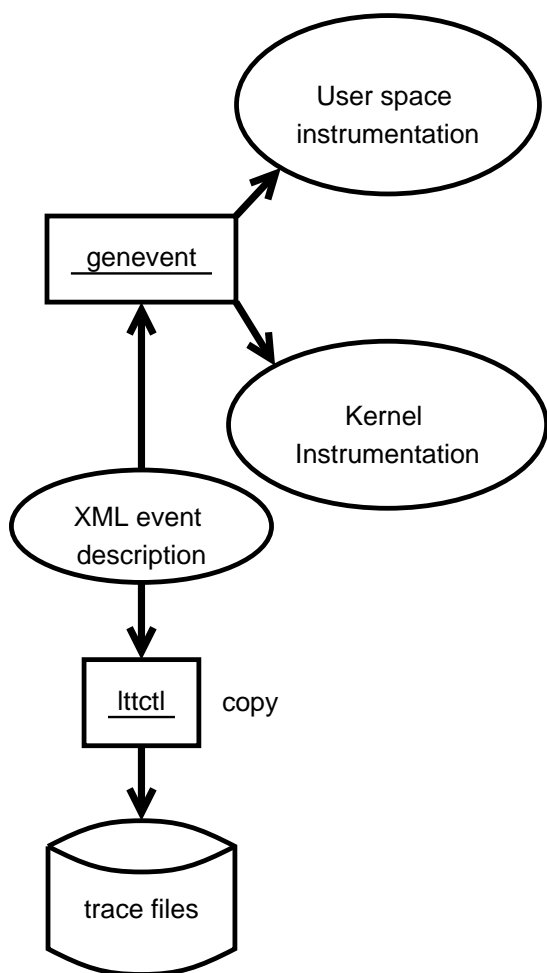 User space
instrumentation
genevent
Kernel
Instrumentation
XML event
description
lttctl
copy
trace files